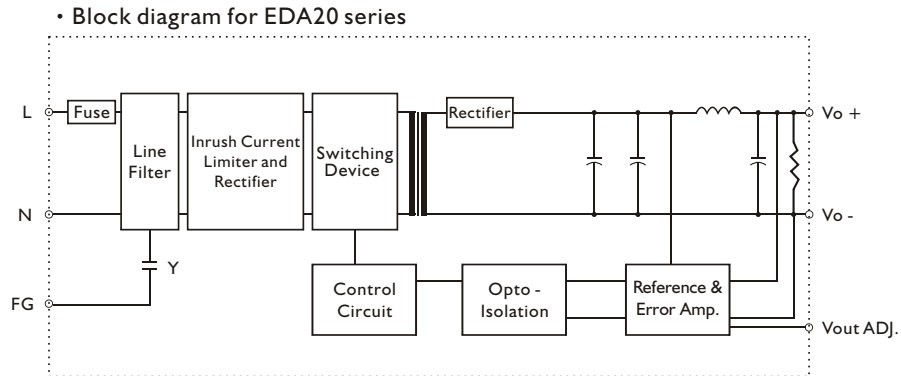 • Block diagram for EDA20 series
L
Fuse
Line
Filter
Inrush Current
Limiter and
Rectifier
Switching
Device
Rectifier
Vo +
N
Vo -
Y
FG
Control
Circuit
Opto -
Isolation
Reference &
Error Amp.
Vout ADJ.